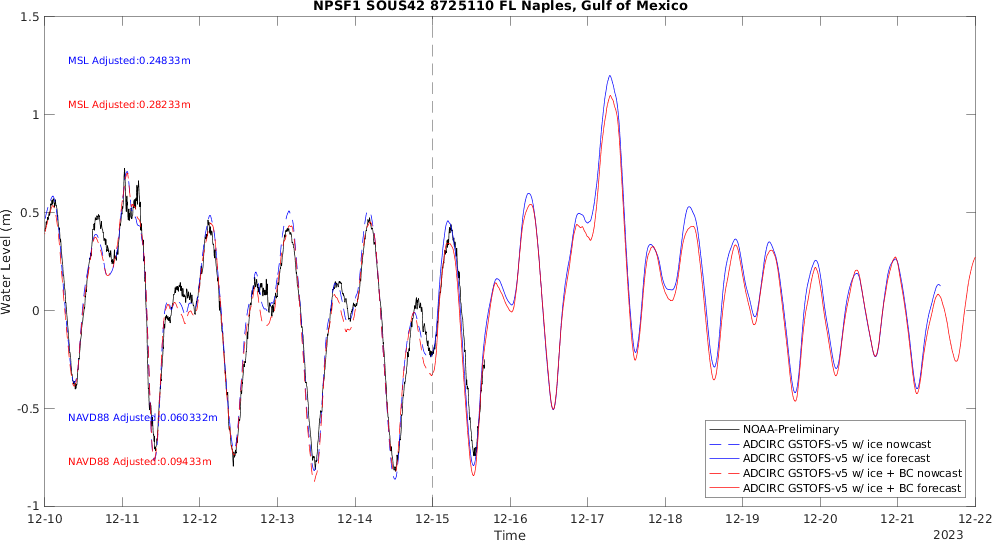 NPSF1 SOUS42 8725110 FL Naples, Gulf of Mexico
1.5
MSL Adjusted:0.24833m
MSL Adjusted:0.28233m
1
0.5
0
-0.5
-1
Water Level (m)
NAVD88 Adjusted:0.060332m
NAVD88 Adjusted:0.09433m
NOAA-Preliminary
ADCIRC GSTOFS-v5 w/ ice nowcast
ADCIRC GSTOFS-v5 w/ ice forecast
ADCIRC GSTOFS-v5 w/ ice + BC nowcast
ADCIRC GSTOFS-v5 w/ ice + BC forecast
12-10 12-11 12-12 12-13 12-14 12-15 12-16 12-17 12-18 12-19 12-20 12-21 12-22
Time
2023